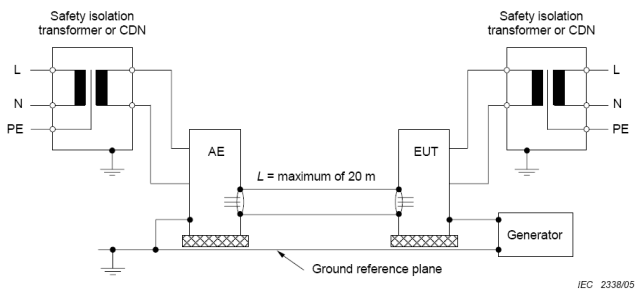 Safety isolation
transformer or CDN
Safety isolation
transformer or CDN
L
L
N
N
PE
PE
AE
EUT
L = maximum of 20 m
Generator
Ground reference plane
IEC 2338/05